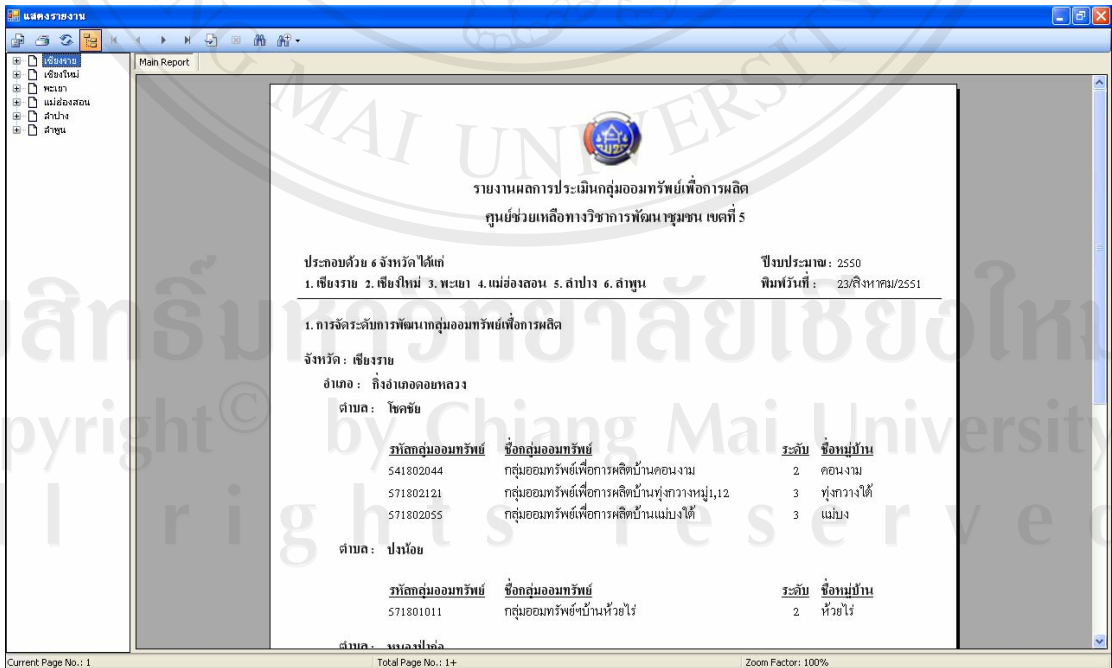 แสดงรายงาน
เชียงราย
เชียงใหม่
พะเยา
แม่ฮ่องสอน
ลำปาง
ลำพูน
Main Report
พช
รายงานผลการประเมินกลุ่มออมทรัพย์เพื่อการผลิต
ศูนย์ช่วยเหลือทางวิชาการพัฒนาชุมชน เขตที่ 5
ประกอบด้วย 6 จังหวัด ได้แก่ ปีงบประมาณ : 2550
1. เชียงราย 2. เชียงใหม่ 3. พะเยา 4. แม่ฮ่องสอน 5. ลำปาง 6. ลำพูน พิมพ์วันที่ : 23/สิงหาคม/2551
1. การจัดระดับการพัฒนากลุ่มออมทรัพย์เพื่อการผลิต
จังหวัด : เชียงราย
อำเภอ : กิ่งอำเภอดอยหลวง
ตำบล : โชคชัย
รหัสกลุ่มออมทรัพย์ ชื่อกลุ่มออมทรัพย์ ระดับ ชื่อหมู่บ้าน
541802044 กลุ่มออมทรัพย์เพื่อการผลิตบ้านดอนงาม 2 ดอนงาม
571802121 กลุ่มออมทรัพย์เพื่อการผลิตบ้านทุ่งกวางหมู่1,12 3 ทุ่งกวางใต้
571802055 กลุ่มออมทรัพย์เพื่อการผลิตบ้านแม่บงใต้ 3 แม่บง
ตำบล : ปงน้อย
รหัสกลุ่มออมทรัพย์ ชื่อกลุ่มออมทรัพย์ ระดับ ชื่อหมู่บ้าน
571801011 กลุ่มออมทรัพย์ฯบ้านห้วยไร่ 2 ห้วยไร่
ตำบล : หนองป่าก่อ
Current Page No.: 1 Total Page No.: 1+ Zoom Factor: 100%
MAI UNIVERSIT
ลิขสิทธิ์มหาวิทยาลัยเชียงใหม่
opyright© by Chiang Mai University
l rights reserve